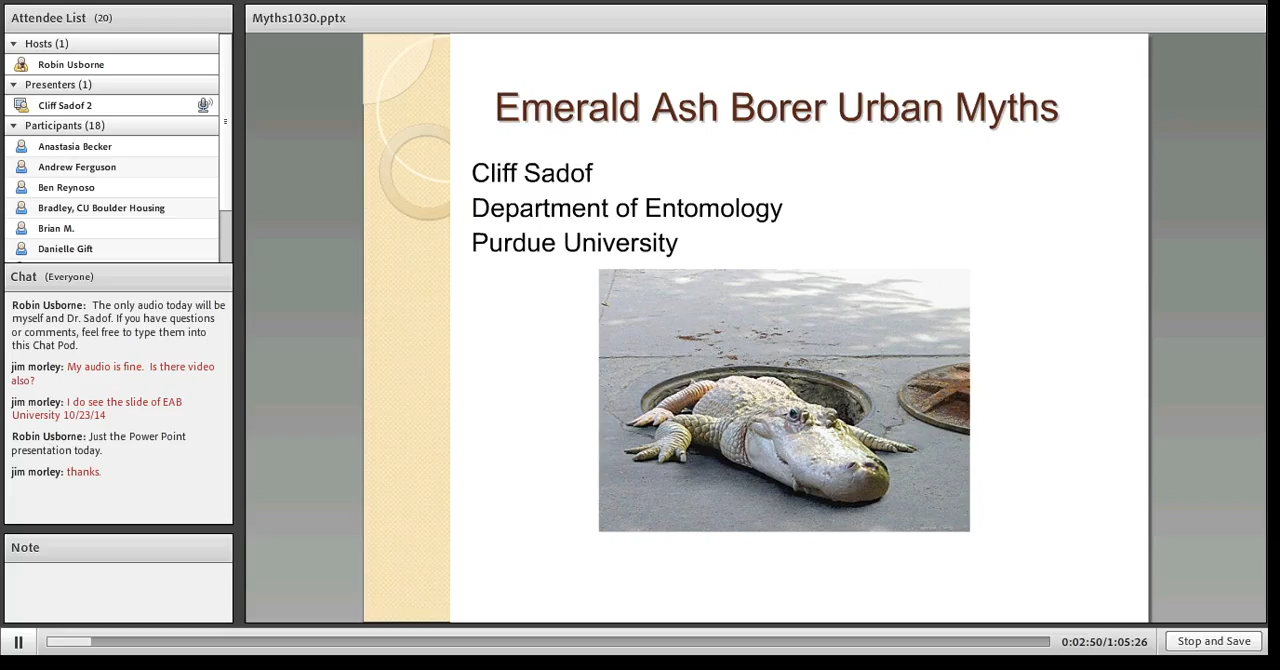 Attendee List (20)
Hosts (1)
Robin Usborne
Presenters (1)
Cliff Sadof 2
Participants (18)
Anastasia Becker
Andrew Ferguson
Ben Reynoso
Bradley, CU Boulder Housing
Brian M.
Danielle Gift
Chat (Everyone)
Robin Usborne: The only audio today will be
myself and Dr. Sadof. If you have questions
or comments, feel free to type them into
this Chat Pod.
jim morley: My audio is fine. Is there video
also?
jim morley: I do see the slide of EAB
University 10/23/14
Robin Usborne: Just the Power Point
presentation today.
jim morley: thanks.
Note
Myths1030.pptx
Emerald Ash Borer Urban Myths
Cliff Sadof
Department of Entomology
Purdue University
0:02:50/1:05:26
Stop and Save